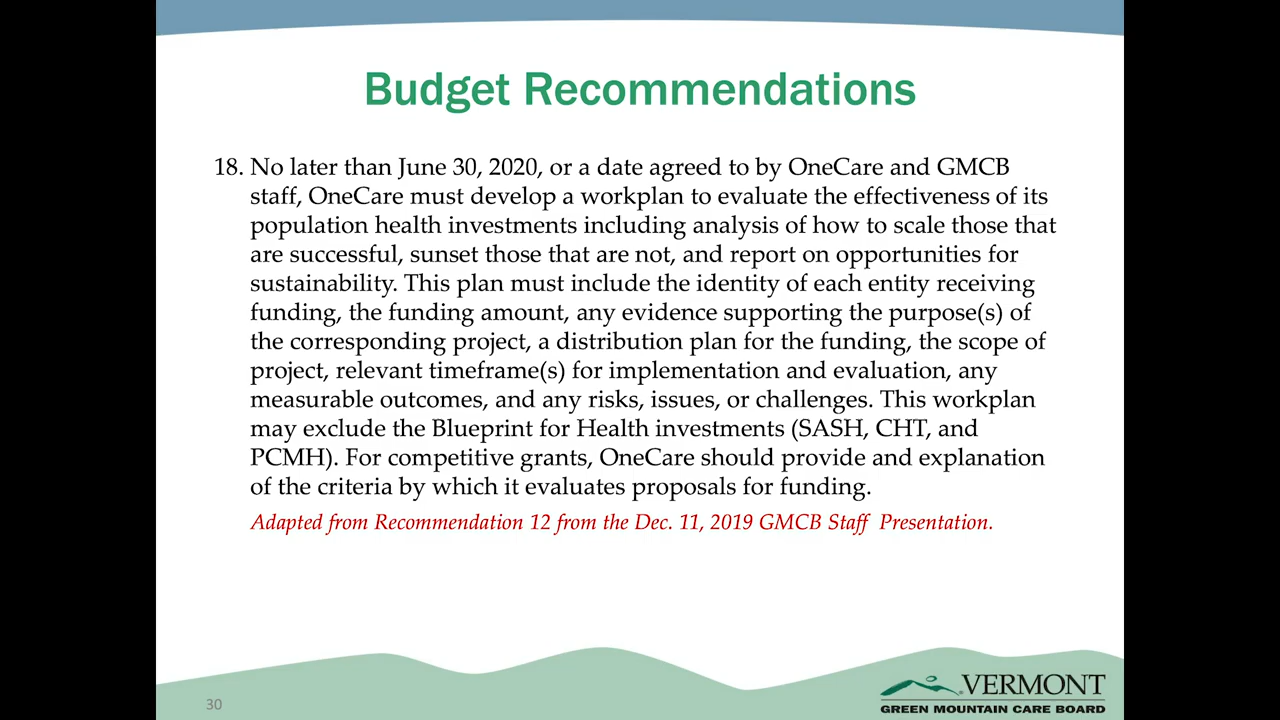 Budget Recommendations
18. No later than June 30, 2020, or a date agreed to by OneCare and GMCB
staff, OneCare must develop a workplan to evaluate the effectiveness of its
population health investments including analysis of how to scale those that
are successful, sunset those that are not, and report on opportunities for
sustainability. This plan must include the identity of each entity receiving
funding, the funding amount, any evidence supporting the purpose(s) of
the corresponding project, a distribution plan for the funding, the scope of
project, relevant timeframe(s) for implementation and evaluation, any
measurable outcomes, and any risks, issues, or challenges. This workplan
may exclude the Blueprint for Health investments (SASH, CHT, and
PCMH). For competitive grants, OneCare should provide and explanation
of the criteria by which it evaluates proposals for funding.
Adapted from Recommendation 12 from the Dec. 11, 2019 GMCB Staff Presentation.
30
VERMONT
GREEN MOUNTAIN CARE BOARD